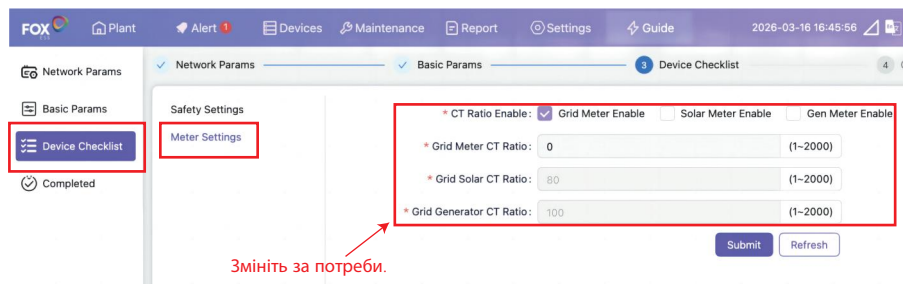 FOX ESS Plant Alert 1 Devices Maintenance Report Settings Guide 2026-03-16 16:45:56
Network Params
Basic Params
Device Checklist
Completed
Network Params Basic Params 3 Device Checklist 4
Safety Settings
Meter Settings
* CT Ratio Enable: Grid Meter Enable Solar Meter Enable Gen Meter Enable
* Grid Meter CT Ratio: 0 (1~2000)
* Grid Solar CT Ratio: 80 (1~2000)
* Grid Generator CT Ratio: 100 (1~2000)
Submit Refresh
Змініть за потреби.